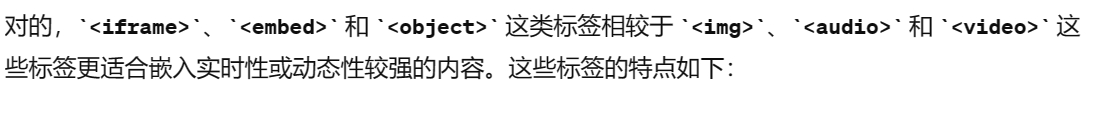 对的，`<iframe>`、`<embed>` 和 `<object>` 这类标签相较于 `<img>`、`<audio>` 和 `<video>` 这
些标签更适合嵌入实时性或动态性较强的内容。这些标签的特点如下：